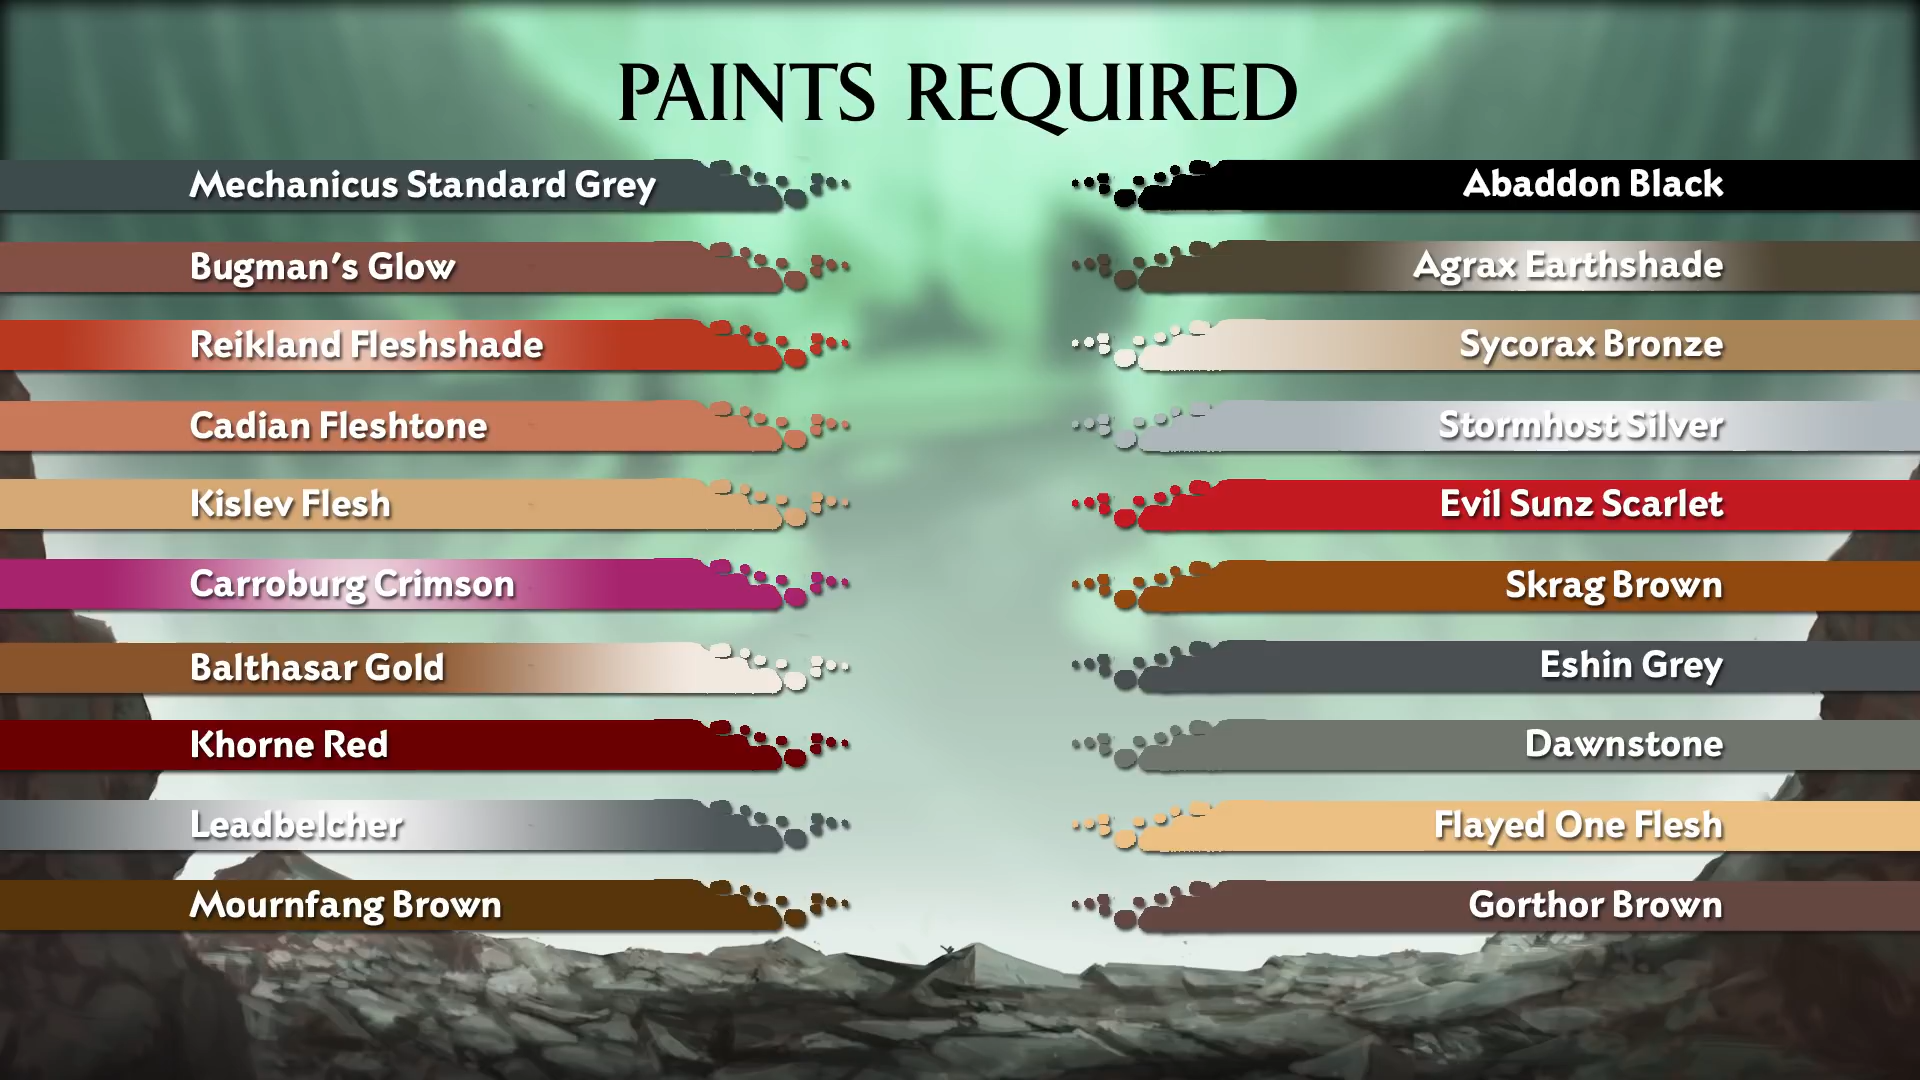 PAINTS REQUIRED
Mechanicus Standard Grey
Bugman's Glow
Reikland Fleshshade
Cadian Fleshtone
Kislev Flesh
Carroburg Crimson
Balthasar Gold
Khorne Red
Leadbelcher
Mournfang Brown
Abaddon Black
Agrax Earthshade
Sycorax Bronze
Stormhost Silver
Evil Sunz Scarlet
Skrag Brown
Eshin Grey
Dawnstone
Flayed One Flesh
Gorthor Brown